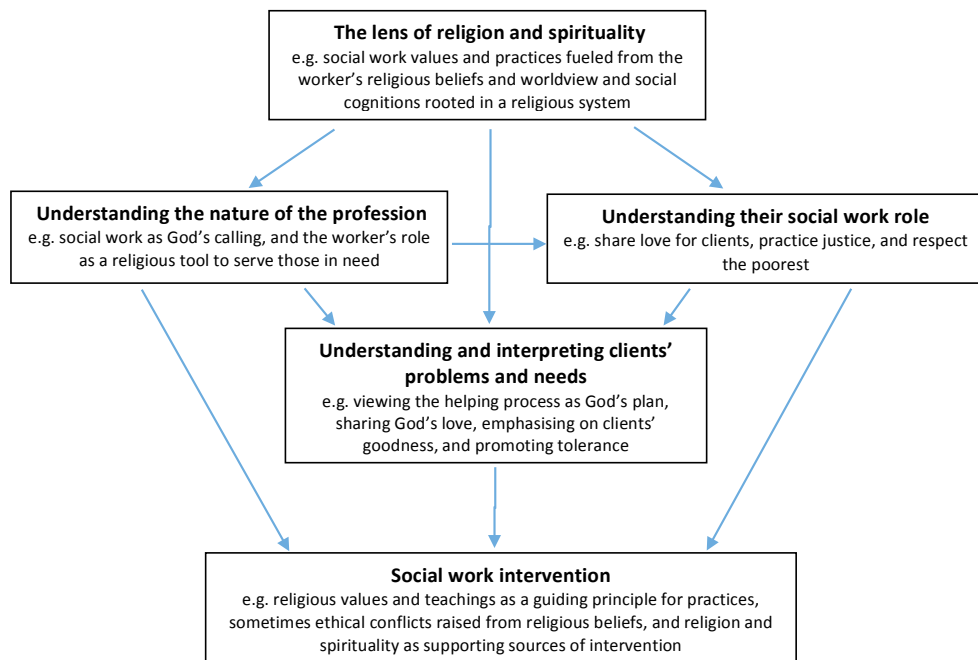 The lens of religion and spirituality
e.g. social work values and practices fueled from the
worker's religious beliefs and worldview and social
cognitions rooted in a religious system
Understanding the nature of the profession
e.g. social work as God's calling, and the worker's role
as a religious tool to serve those in need
Understanding their social work role
e.g. share love for clients, practice justice, and respect
the poorest
Understanding and interpreting clients'
problems and needs
e.g. viewing the helping process as God's plan,
sharing God's love, emphasising on clients'
goodness, and promoting tolerance
Social work intervention
e.g. religious values and teachings as a guiding principle for practices,
sometimes ethical conflicts raised from religious beliefs, and religion and
spirituality as supporting sources of intervention